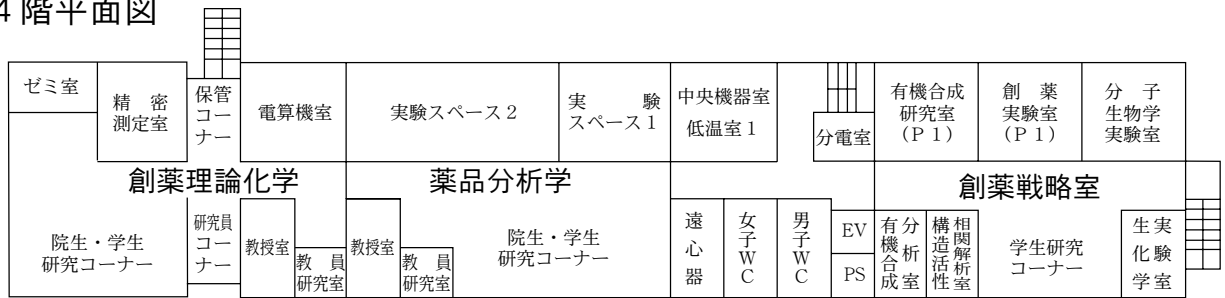 4階平面図
ゼミ室
精　密
測定室
保管
コー
ナー
電算機室
実験スペース２
実　　験
スペース１
中央機器室
低温室１
分電室
有機合成
研究室
(Ｐ１)
創　薬
実験室
(Ｐ１)
分　子
生物学
実験室
創薬理論化学
薬品分析学
創薬戦略室
院生・学生
研究コーナー
研究員
コー
ナー
教授室
教　員
研究室
教授室
教　員
研究室
院生・学生
研究コーナー
遠心器
女子WC
男子WC
EV
PS
有機合成
分析室
構造活性
相関解析室
学生研究
コーナー
生化学
実験室